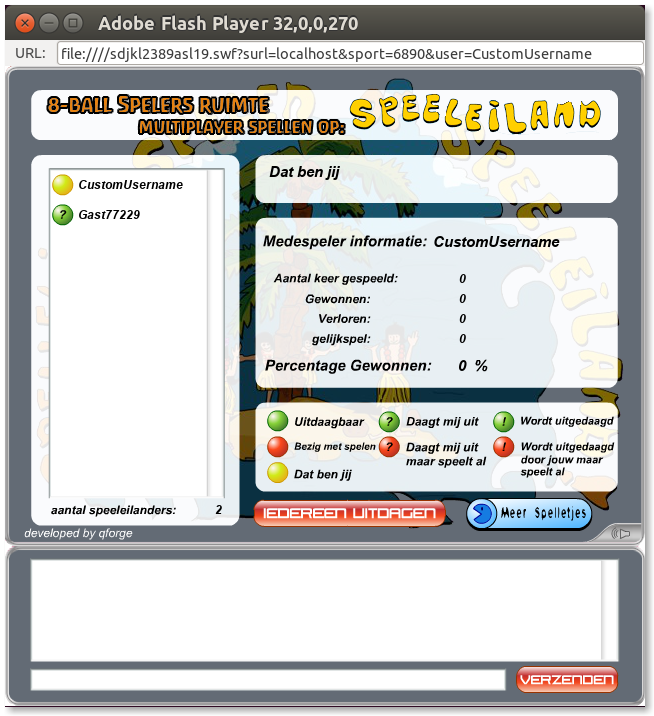 Adobe Flash Player 32,0,0,270
URL: file:////sdjkl2389asl19.swf?surl=localhost&sport=6890&user=CustomUsername
8-BALL SPELERS RUIMTE
MULTIPLAYER SPELLEN OP:
SPEELEILAND
CustomUsername
? Gast77229
aantal speeleilanders: 2
developed by qforge
Dat ben jij
Medespeler informatie: CustomUsername
Aantal keer gespeeld: 0
Gewonnen: 0
Verloren: 0
gelijkspel: 0
Percentage Gewonnen: 0 %
Uitdaagbaar
? Daagt mij uit
! Wordt uitgedaagd
Bezig met spelen
? Daagt mij uit
maar speelt al
! Wordt uitgedaagd
door jouw maar
speelt al
Dat ben jij
IEDEREEN UITDAGEN
Meer Spelletjes
VERZENDEN